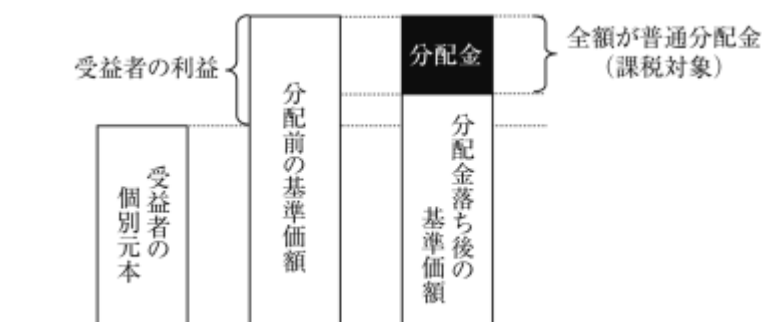 受益者の利益
分配金
全額が普通分配金
（課税対象）
受益者の
個別元本
分配前の基準価額
分配金落ち後の
基準価額